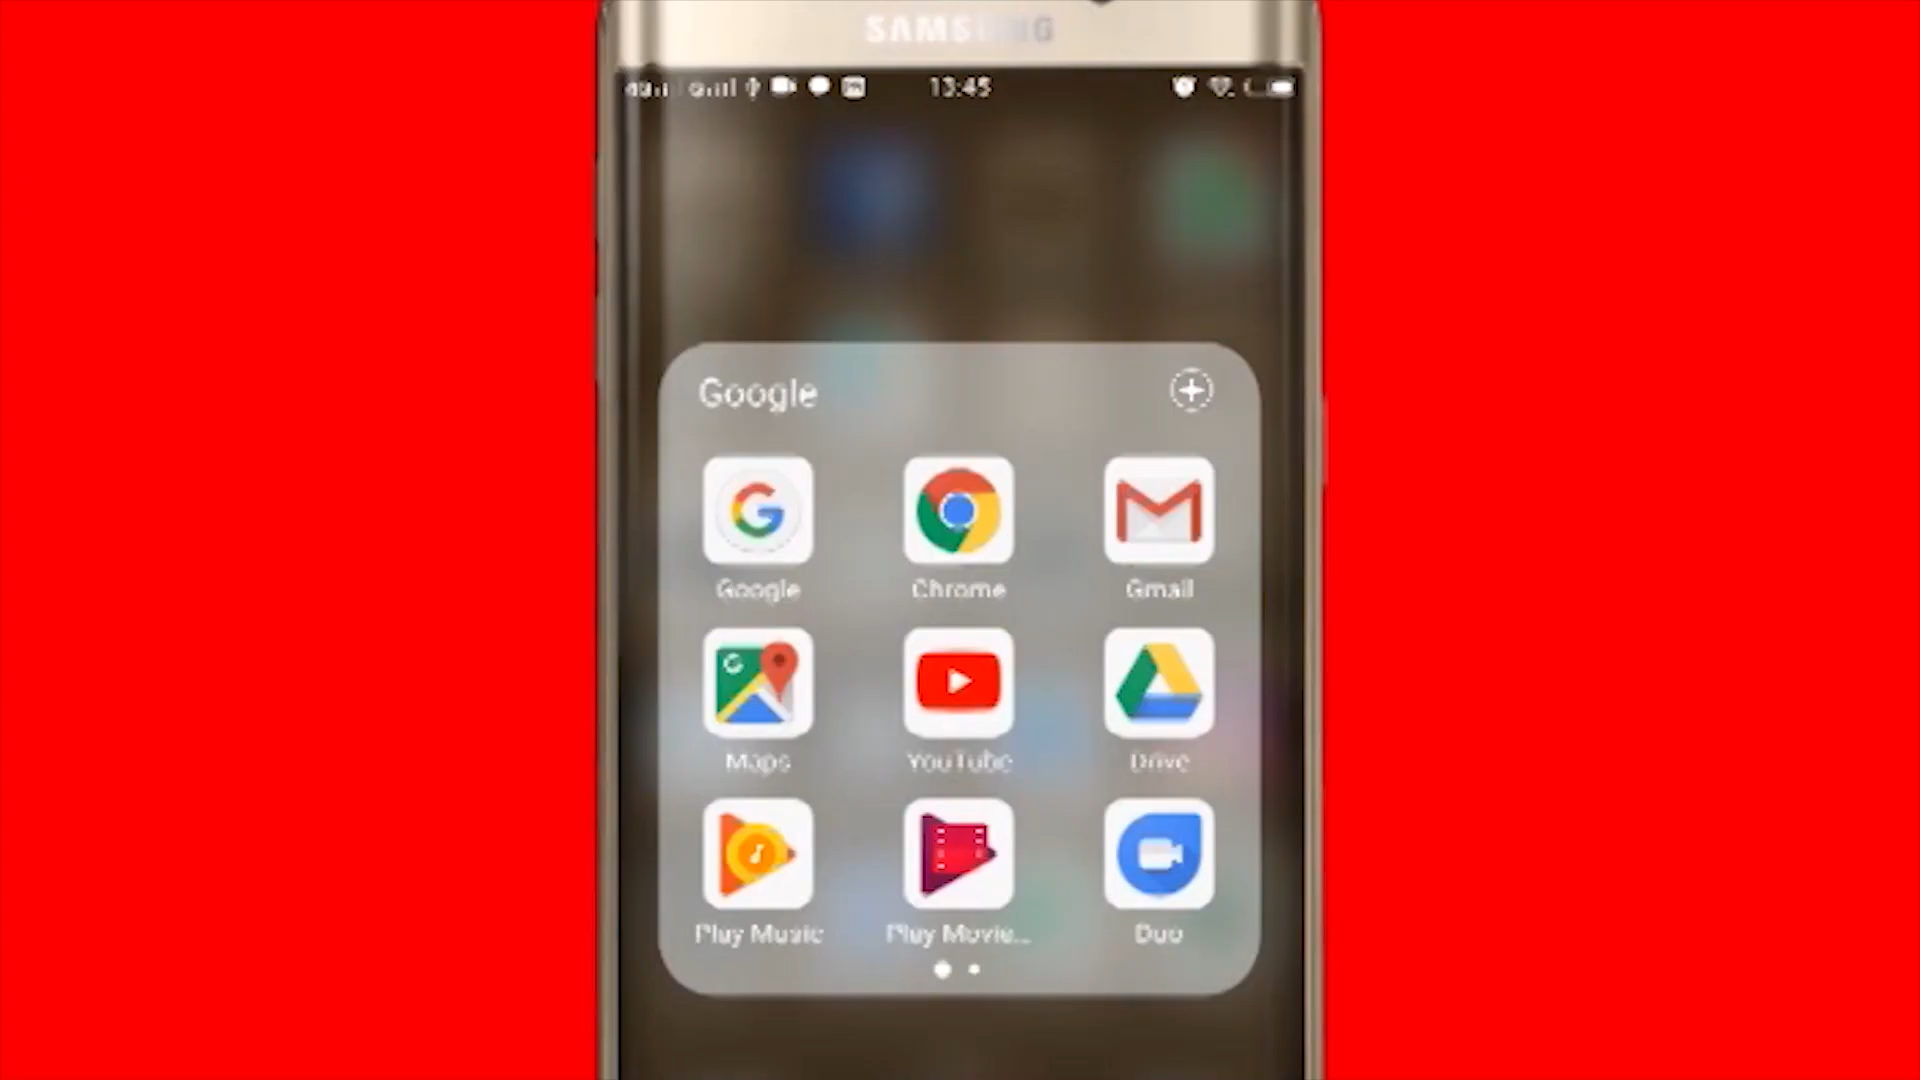 SAMSUNG
13:45
Google
Google Chrome Gmail
Maps YouTube Drive
Play Music Play Movie... Duo